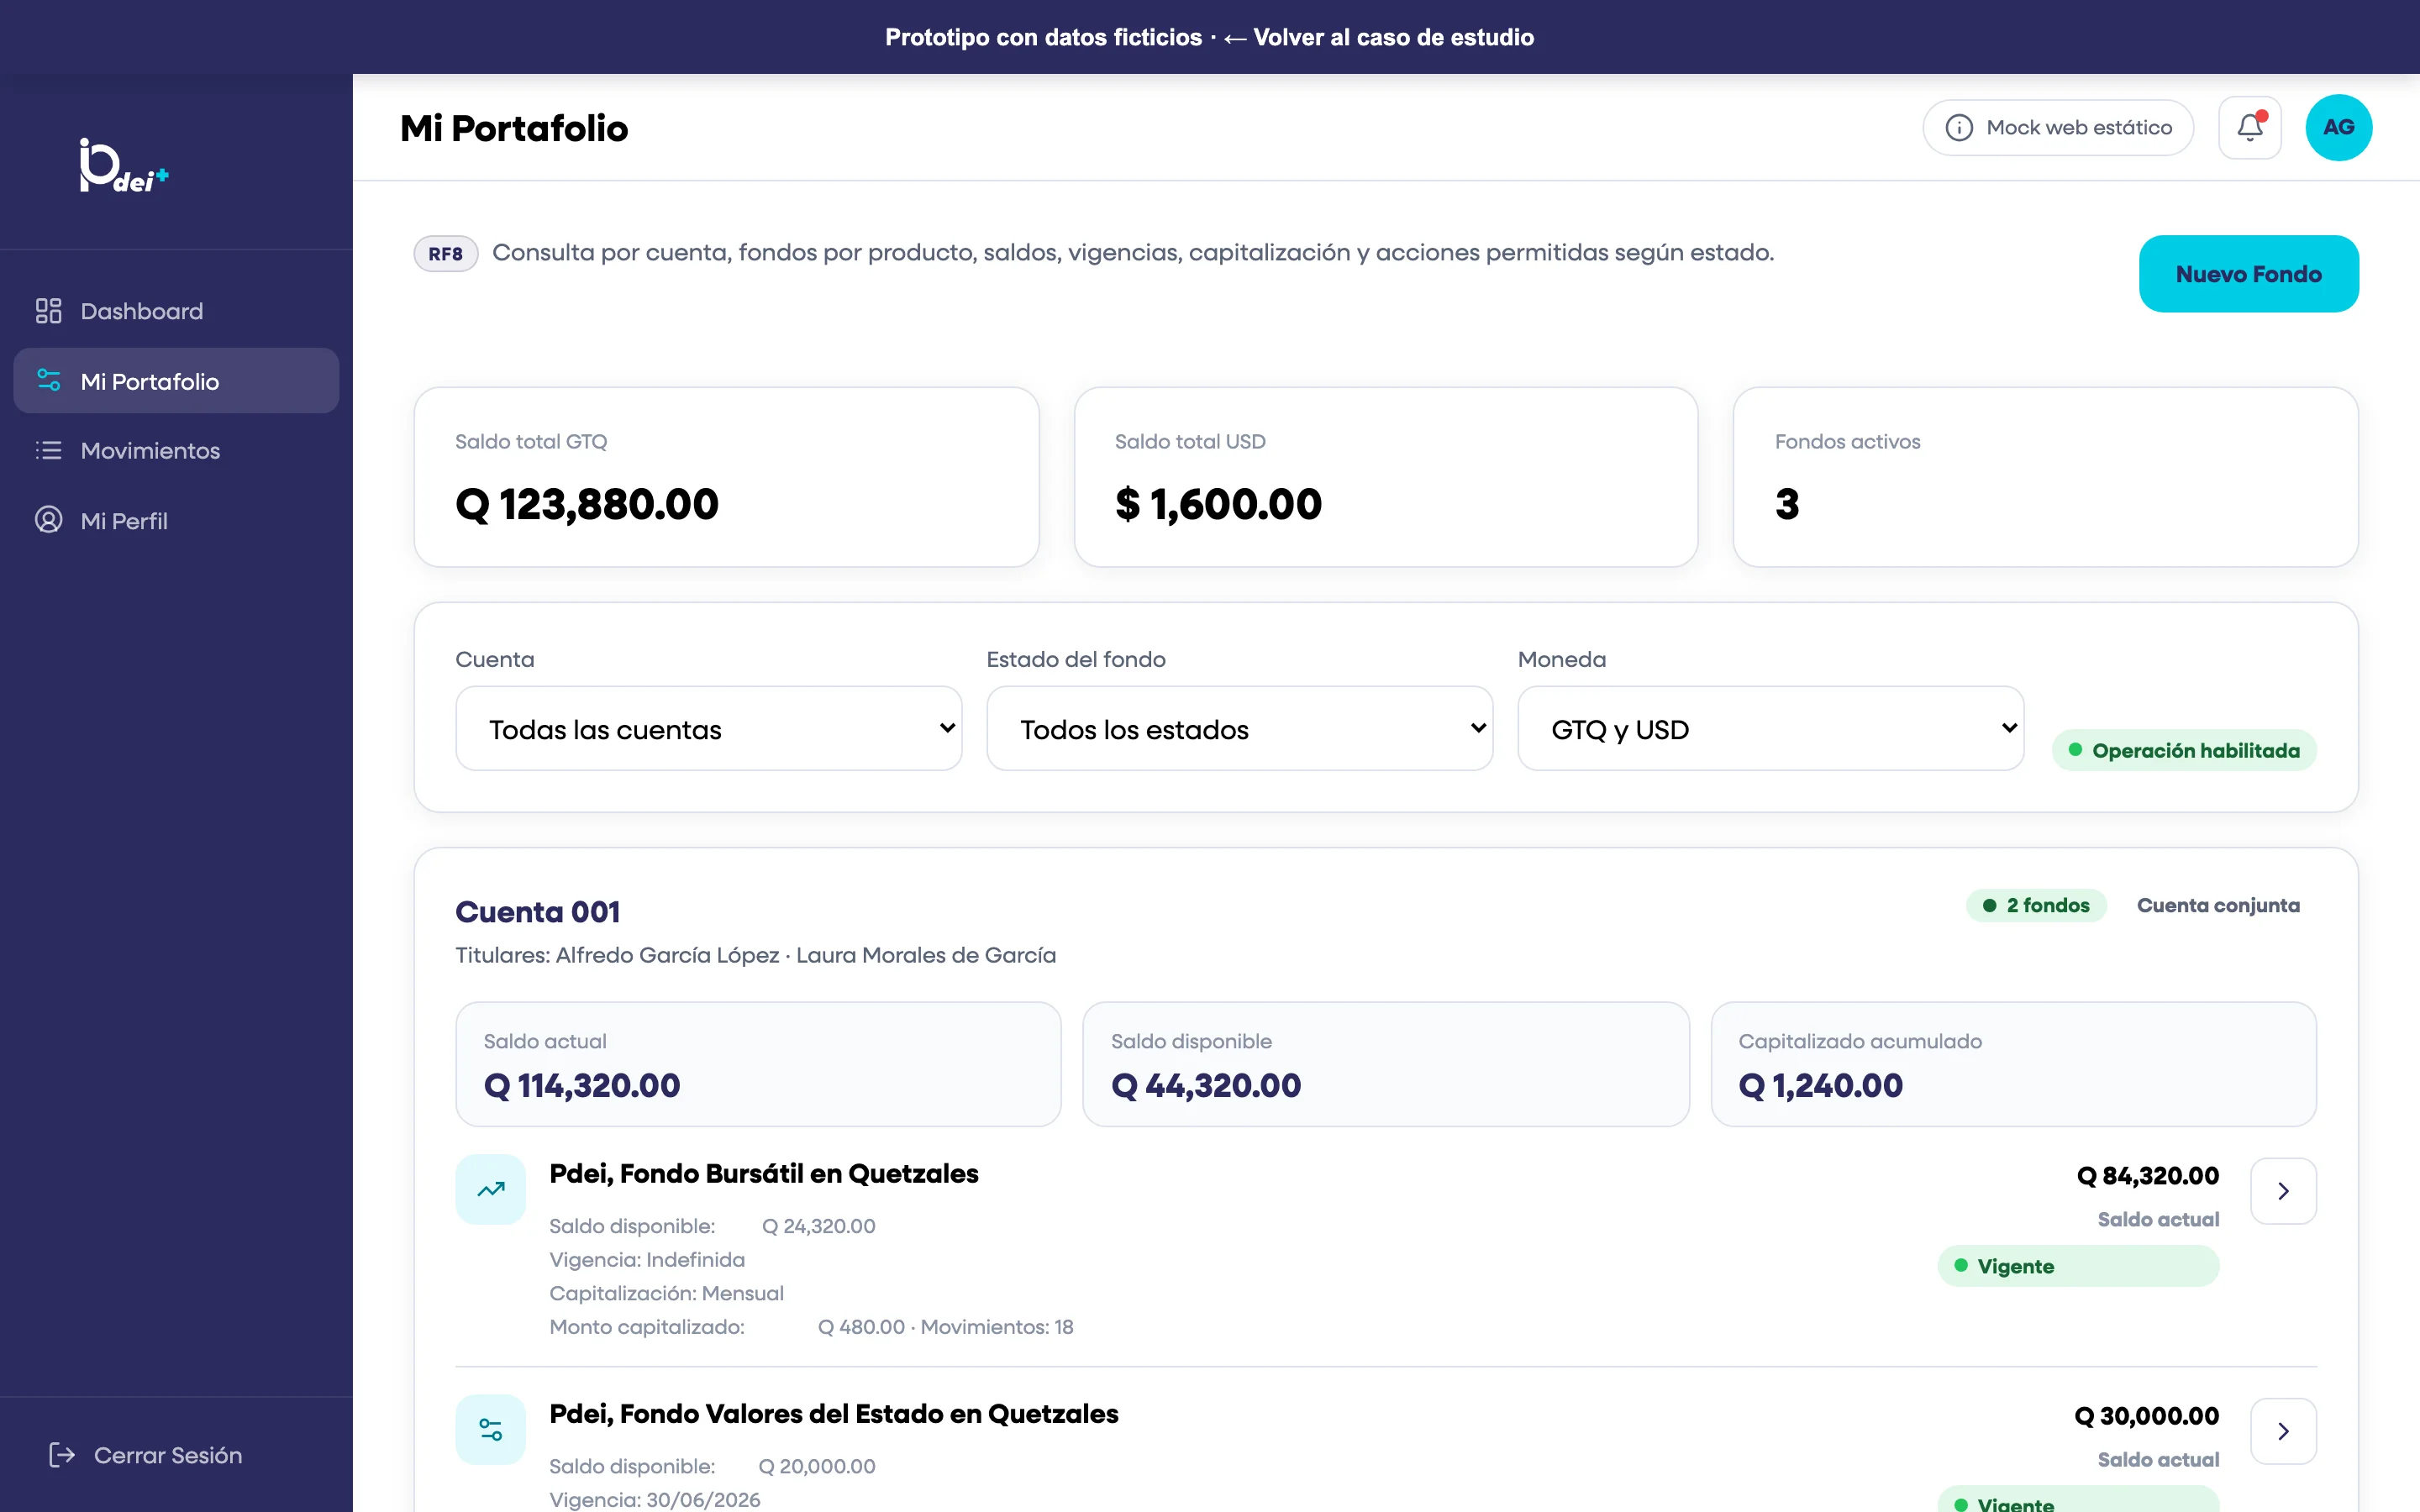 Prototipo con datos ficticios · ← Volver al caso de estudio
pdei+
Dashboard
Mi Portafolio
Movimientos
Mi Perfil
Cerrar Sesión
Mi Portafolio
Mock web estático
AG
RF8 Consulta por cuenta, fondos por producto, saldos, vigencias, capitalización y acciones permitidas según estado.
Nuevo Fondo
Saldo total GTQ
Q 123,880.00
Saldo total USD
$ 1,600.00
Fondos activos
3
Cuenta
Todas las cuentas
Estado del fondo
Todos los estados
Moneda
GTQ y USD
Operación habilitada
Cuenta 001
2 fondos
Cuenta conjunta
Titulares: Alfredo García López · Laura Morales de García
Saldo actual
Q 114,320.00
Saldo disponible
Q 44,320.00
Capitalizado acumulado
Q 1,240.00
Pdei, Fondo Bursátil en Quetzales
Saldo disponible: Q 24,320.00
Vigencia: Indefinida
Capitalización: Mensual
Monto capitalizado: Q 480.00 · Movimientos: 18
Q 84,320.00
Saldo actual
Vigente
Pdei, Fondo Valores del Estado en Quetzales
Saldo disponible: Q 20,000.00
Vigencia: 30/06/2026
Q 30,000.00
Saldo actual
Vigente